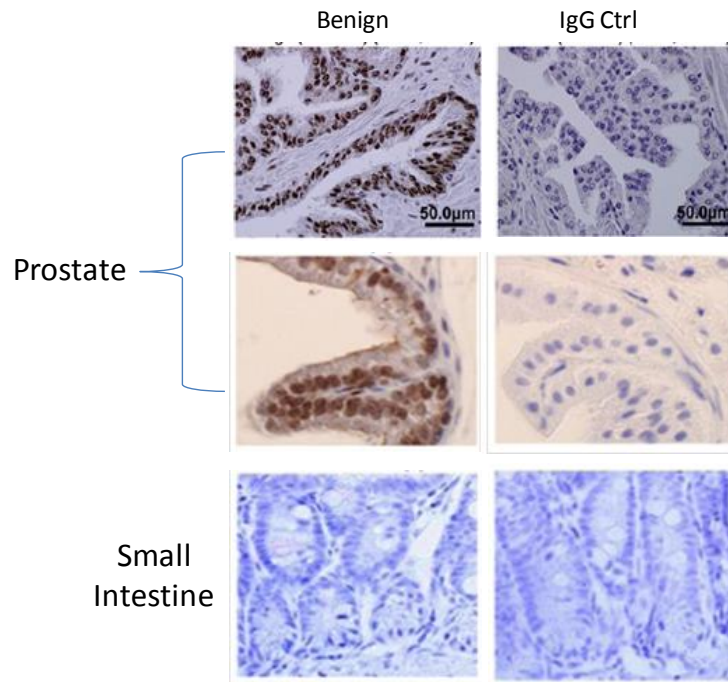 Benign IgG Ctrl
50.0µm 50.0µm
Prostate
Small
Intestine